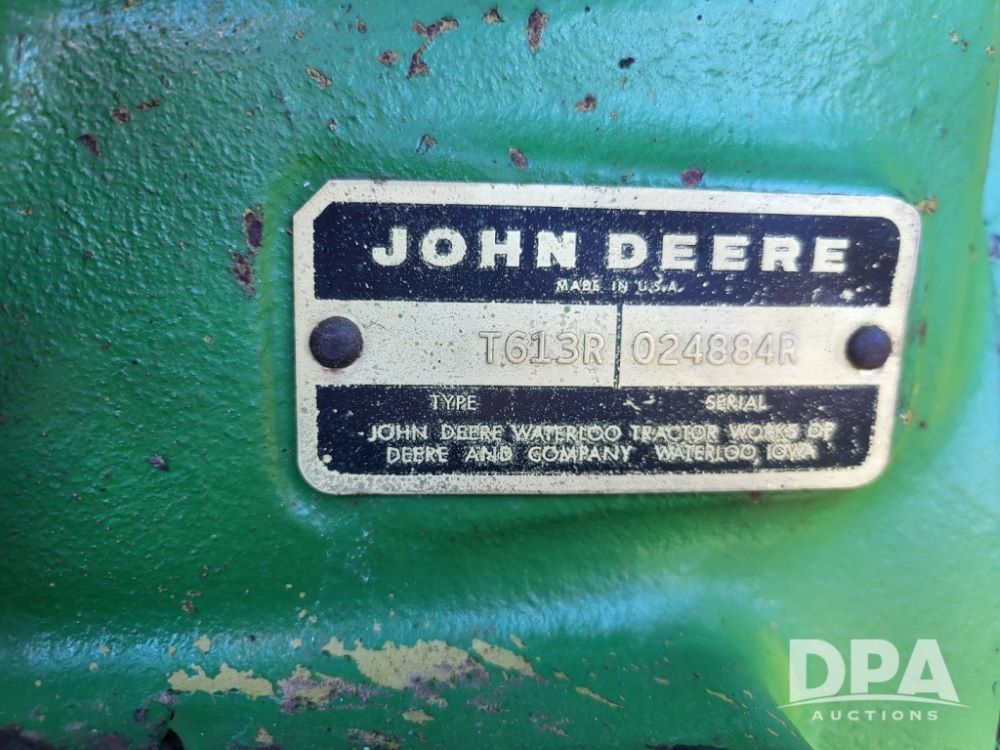 JOHN DEERE
MADE IN U.S.A.
T613R 024884R
TYPE SERIAL
JOHN DEERE WATERLOO TRACTOR WORKS OF
DEERE AND COMPANY WATERLOO, IOWA
DPA
AUCTIONS